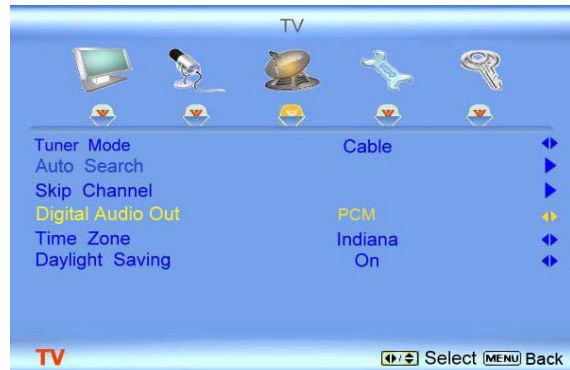 TV
Tuner Mode Cable
Auto Search
Skip Channel
Digital Audio Out PCM
Time Zone Indiana
Daylight Saving On
TV Select MENU Back